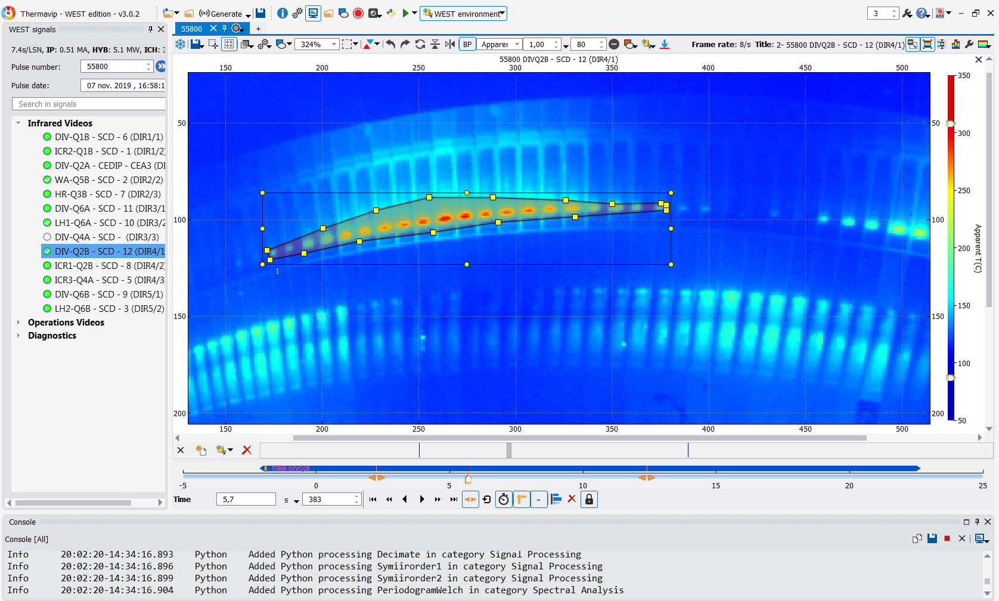 Thermavip - WEST edition - v3.0.2
Generate
WEST environment
3
WEST signals
7.4s/LSN, IP: 0.51 MA, HYB: 5.1 MW, ICH: 3
Pulse number: 55800
Pulse date: 07 nov. 2019 , 16:58:1
Search in signals
Infrared Videos
DIV-Q1B - SCD - 6 (DIR1/1)
ICR2-Q1B - SCD - 1 (DIR1/2)
DIV-Q2A - CEDIP - CEA3 (DI
WA-Q5B - SCD - 2 (DIR2/2)
HR-Q3B - SCD - 7 (DIR2/3)
DIV-Q6A - SCD - 11 (DIR3/1
LH1-Q6A - SCD - 10 (DIR3/2
DIV-Q4A - SCD - (DIR3/3)
DIV-Q2B - SCD - 12 (DIR4/1
ICR1-Q2B - SCD - 8 (DIR4/2)
ICR3-Q4A - SCD - 5 (DIR4/3)
DIV-Q6B - SCD - 9 (DIR5/1)
LH2-Q6B - SCD - 3 (DIR5/2)
Operations Videos
Diagnostics
55800
+
324%
BP
Apparer
1,00
80
Frame rate: 8/s Title: 2- 55800 DIVQ2B - SCD - 12 (DIR4/1)
55800 DIVQ2B - SCD - 12 (DIR4/1)
150 200 250 300 350 400 450 500
50 50
100 100
150 150
200 200
1
150 200 250 300 350 400 450 500
350
300
250
200
150
100
50
Apparent T(C)
55800 DIVQ2B
-5 0 5 10 15 20 25
Time 5,7 s 383
Console
Console [All]
Info 20:02:20-14:34:16.893 Python Added Python processing Decimate in category Signal Processing
Info 20:02:20-14:34:16.896 Python Added Python processing Symiirorder1 in category Signal Processing
Info 20:02:20-14:34:16.899 Python Added Python processing Symiirorder2 in category Signal Processing
Info 20:02:20-14:34:16.904 Python Added Python processing PeriodogramWelch in category Spectral Analysis